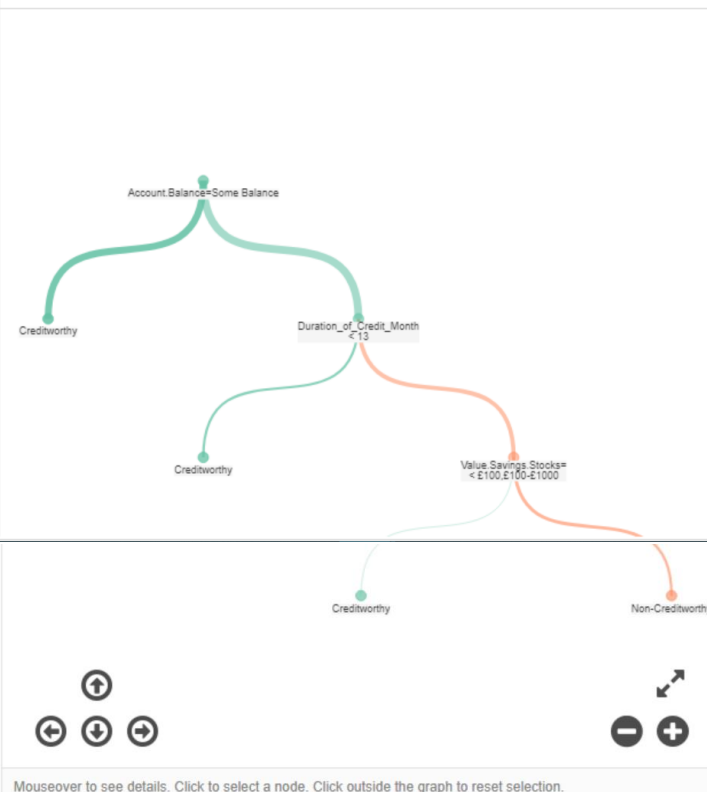 Account.Balance=Some Balance
Creditworthy
Duration_of_Credit_Month
< 13
Creditworthy
Value.Savings.Stocks=
< £100,£100-£1000
Creditworthy
Non-Creditworth
Mouseover to see details. Click to select a node. Click outside the graph to reset selection.